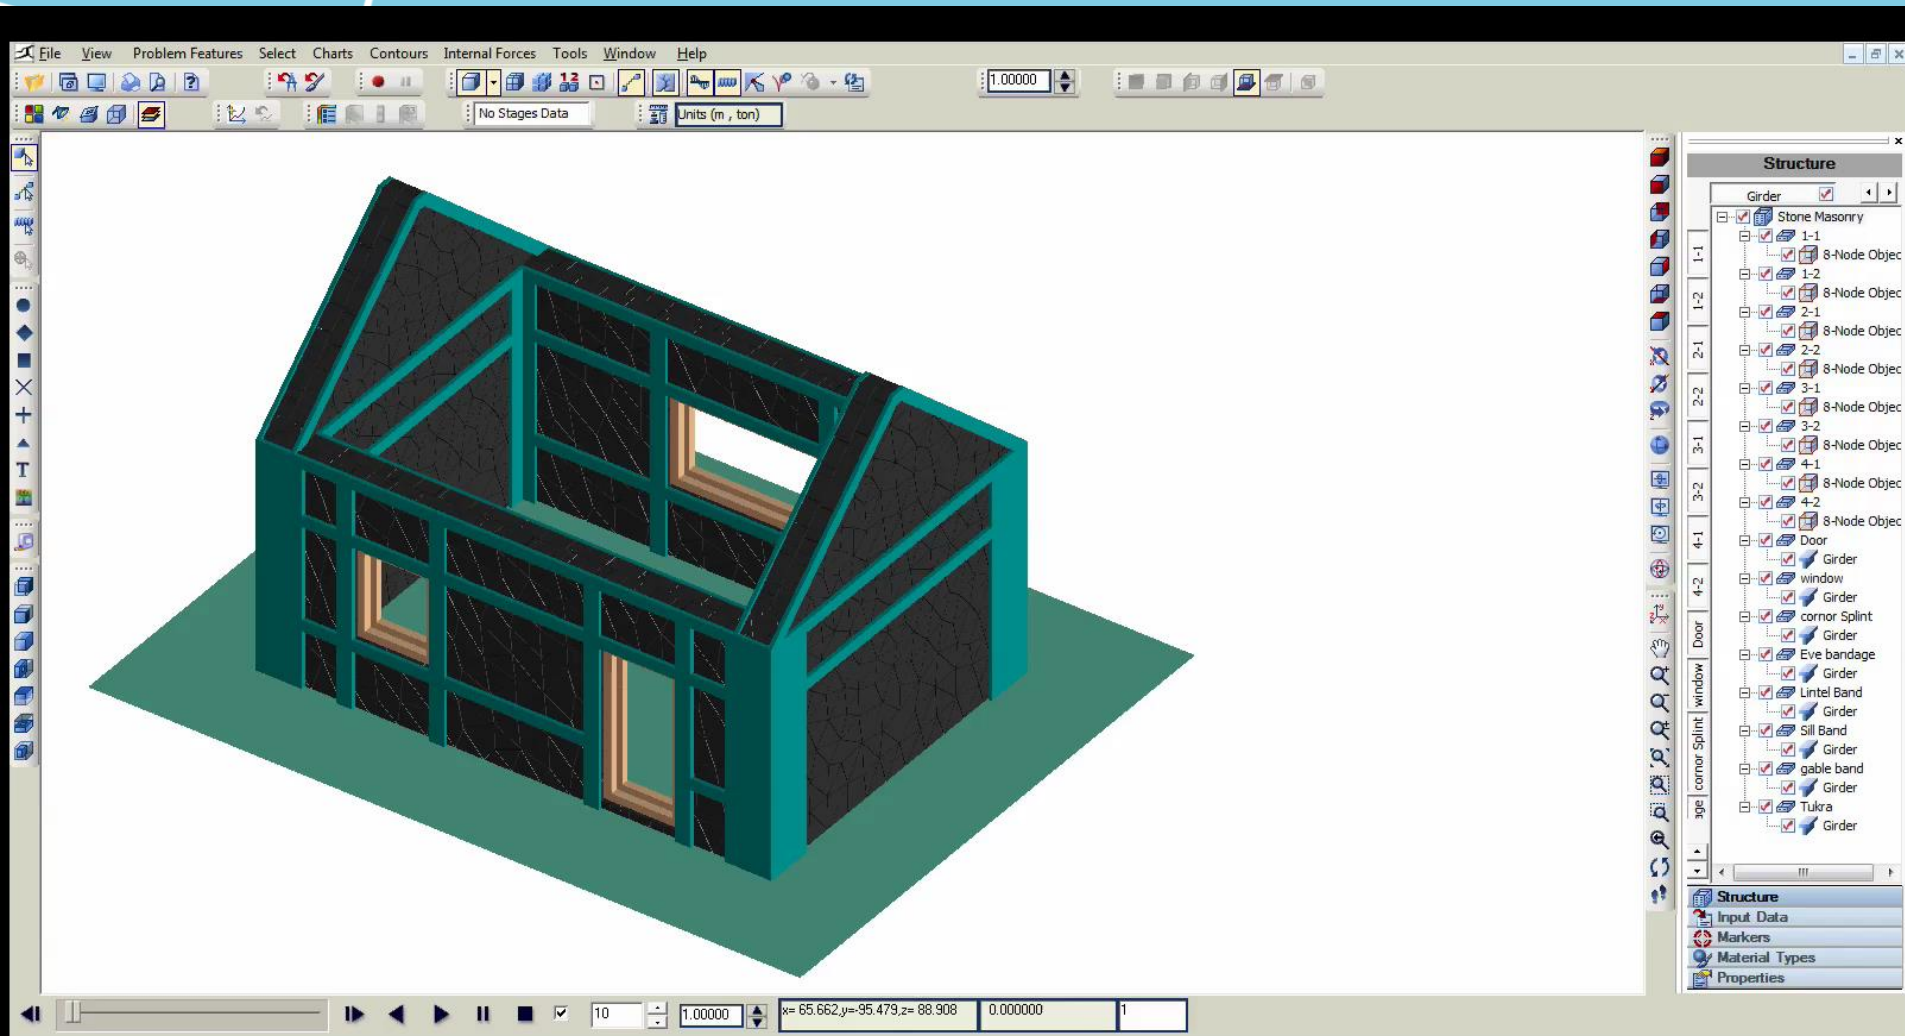 File View Problem Features Select Charts Contours Internal Forces Tools Window Help
1.00000
No Stages Data
Units (m , ton)
Structure
Girder
Stone Masonry
1-1
8-Node Objec
1-2
8-Node Objec
2-1
8-Node Objec
2-2
8-Node Objec
3-1
8-Node Objec
3-2
8-Node Objec
4-1
8-Node Objec
4-2
8-Node Objec
Door
Girder
window
Girder
cornor Splint
Girder
Eve bandage
Girder
Lintel Band
Girder
Sill Band
Girder
gable band
Girder
Tukra
Girder
1-1
1-2
2-1
2-2
3-1
3-2
4-1
4-2
Door
window
cornor Splint
age
Structure
Input Data
Markers
Material Types
Properties
T
10
1.00000
x= 65.662,y=-95.479,z= 88.908
0.000000
1